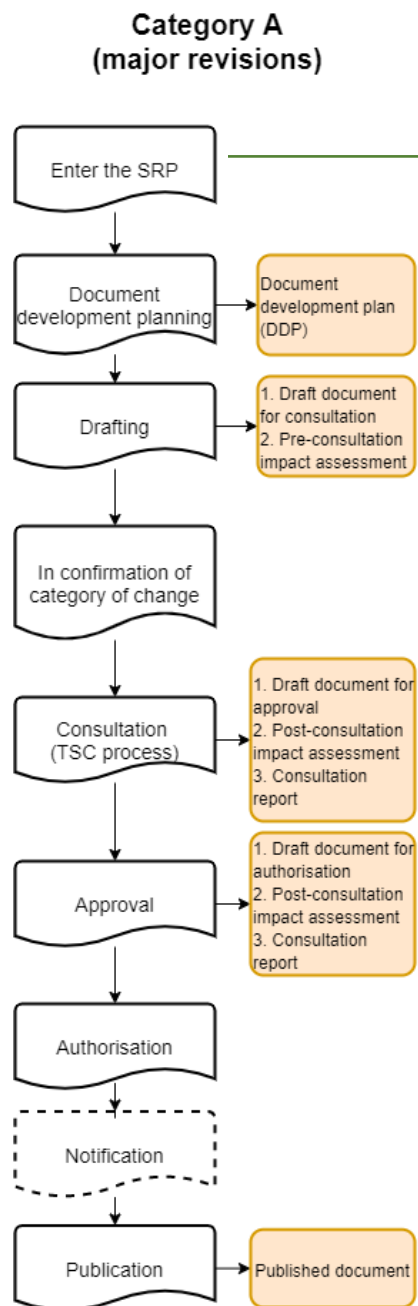 Category A
(major revisions)
Enter the SRP
Document
development planning
Document
development plan
(DDP)
Drafting
1. Draft document
for consultation
2. Pre-consultation
impact assessment
In confirmation of
category of change
Consultation
(TSC process)
1. Draft document for
approval
2. Post-consultation
impact assessment
3. Consultation
report
Approval
1. Draft document for
authorisation
2. Post-consultation
impact assessment
3. Consultation
report
Authorisation
Notification
Publication
Published document